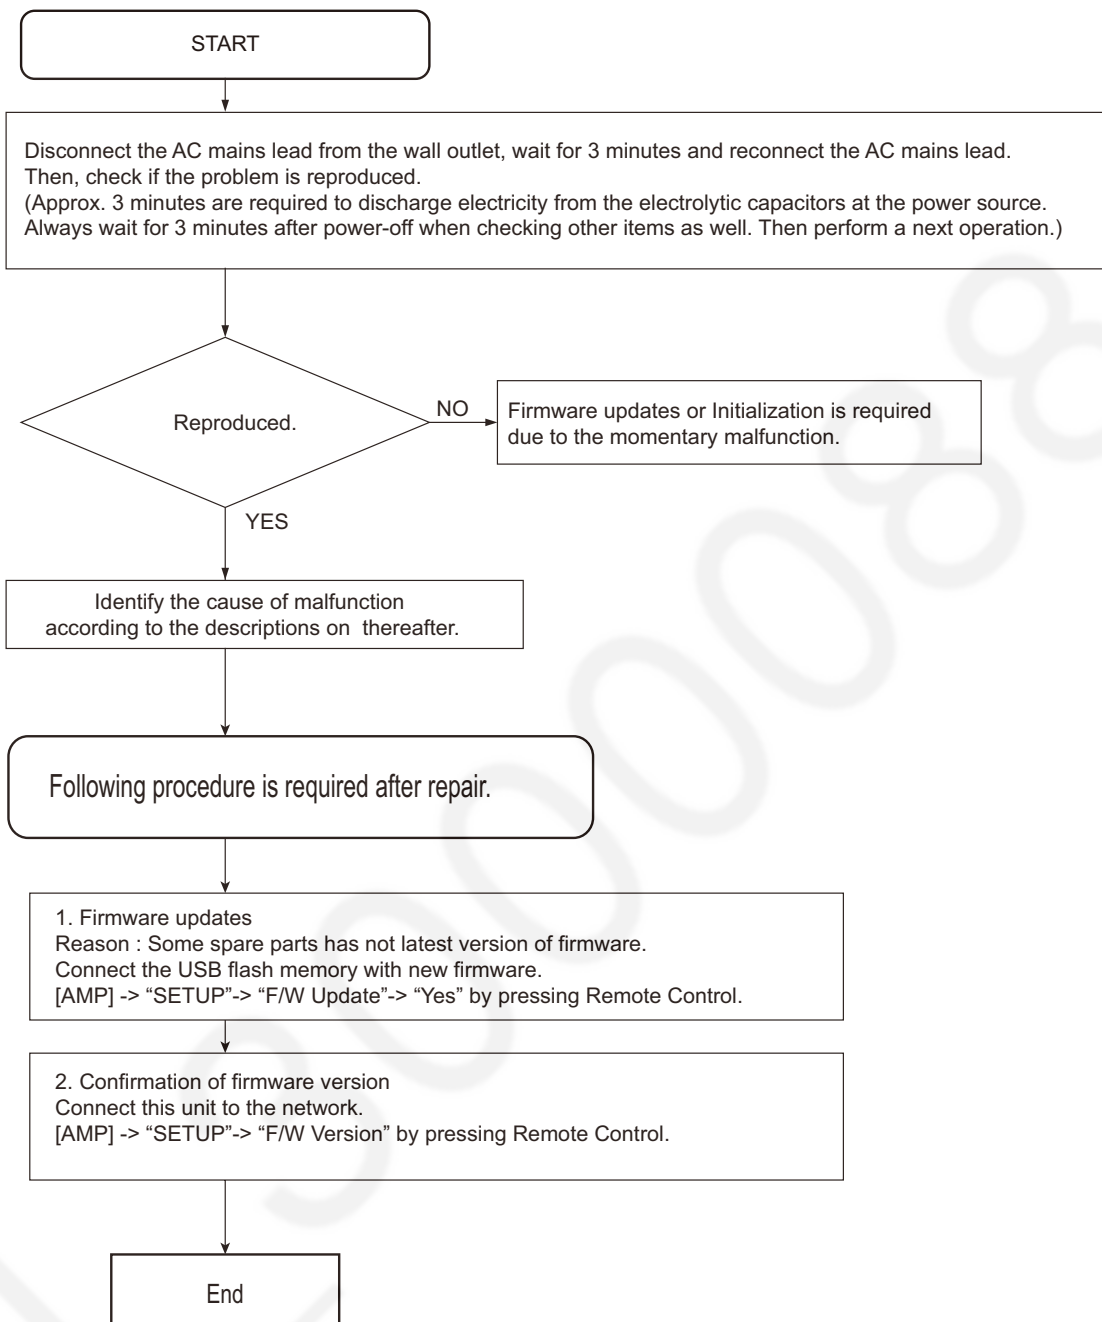 START
Disconnect the AC mains lead from the wall outlet, wait for 3 minutes and reconnect the AC mains lead.
Then, check if the problem is reproduced.
(Approx. 3 minutes are required to discharge electricity from the electrolytic capacitors at the power source.
Always wait for 3 minutes after power-off when checking other items as well. Then perform a next operation.)
Reproduced.
NO
Firmware updates or Initialization is required
due to the momentary malfunction.
YES
Identify the cause of malfunction
according to the descriptions on thereafter.
Following procedure is required after repair.
1. Firmware updates
Reason : Some spare parts has not latest version of firmware.
Connect the USB flash memory with new firmware.
[AMP] -> “SETUP”-> “F/W Update”-> “Yes” by pressing Remote Control.
2. Confirmation of firmware version
Connect this unit to the network.
[AMP] -> “SETUP”-> “F/W Version” by pressing Remote Control.
End